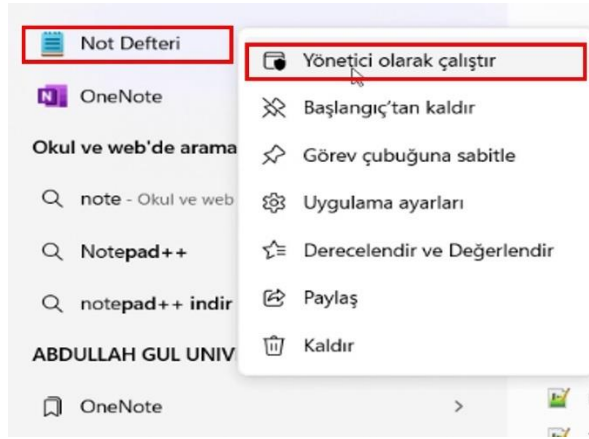 Not Defteri
OneNote
Okul ve web'de arama
note - Okul ve web
Notepad++
notepad++ indir
ABDULLAH GUL UNIV
OneNote
Yönetici olarak çalıştır
Başlangıç'tan kaldır
Görev çubuğuna sabitle
Uygulama ayarları
Derecelendir ve Değerlendir
Paylaş
Kaldır